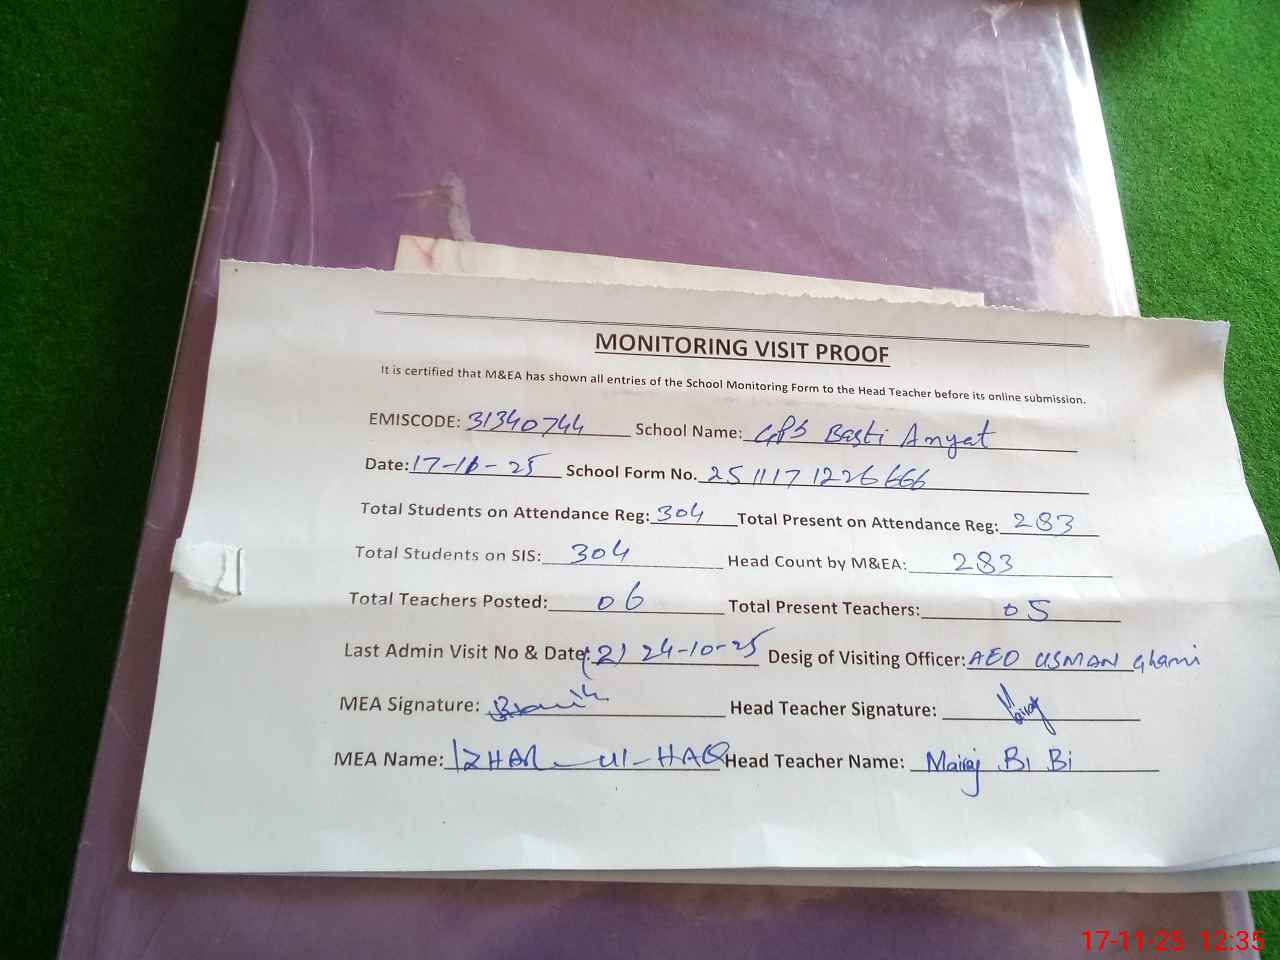 MONITORING VISIT PROOF
It is certified that M&EA has shown all entries of the School Monitoring Form to the Head Teacher before its online submission.
EMISCODE: 31340744 School Name: GPS Basti Amyat
Date: 17-11-25 School Form No. 2511171226666
Total Students on Attendance Reg: 304 Total Present on Attendance Reg: 283
Total Students on SIS: 304 Head Count by M&EA: 283
Total Teachers Posted: 06 Total Present Teachers: 05
Last Admin Visit No & Date: (2) 24-10-25 Desig of Visiting Officer: AEO USMAN Ghani
MEA Signature: Head Teacher Signature: Mairaj
MEA Name: IZHAR-ul-HAQ Head Teacher Name: Mairaj Bi Bi
17-11-25 12:35